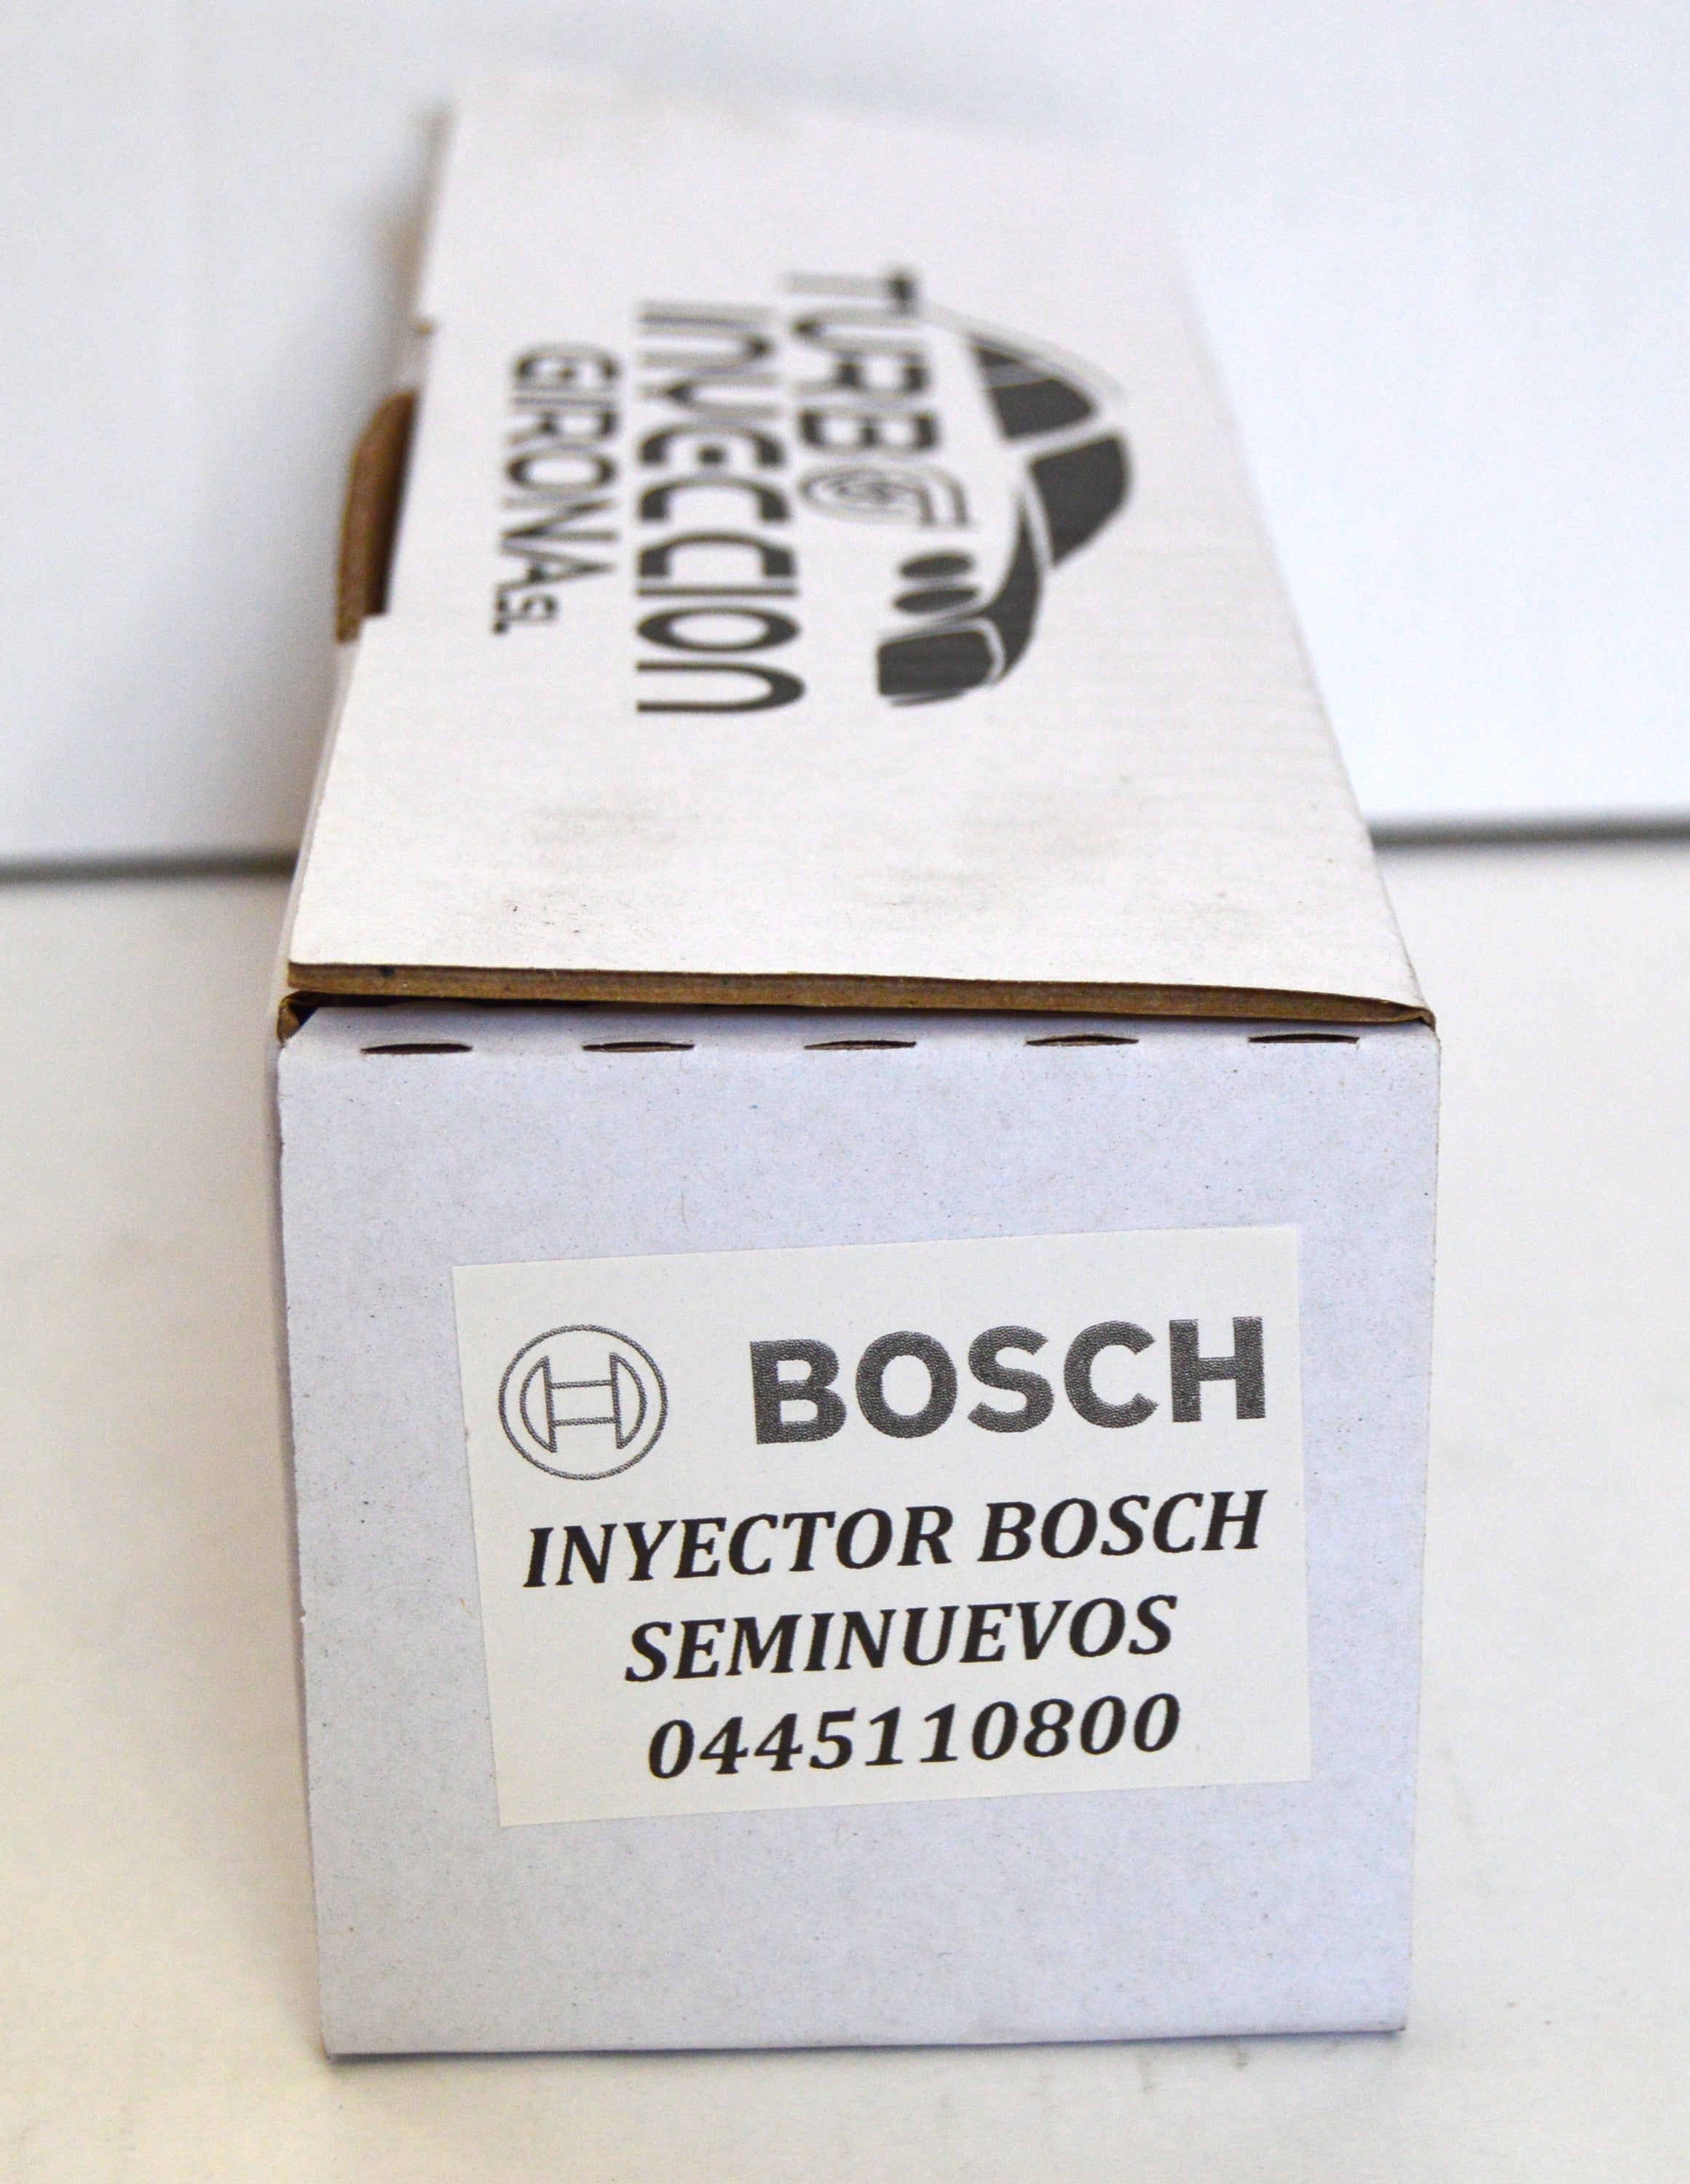 TURBO
INYECCION
GIRONA S.L.
BOSCH
INYECTOR BOSCH
SEMINUEVOS
0445110800